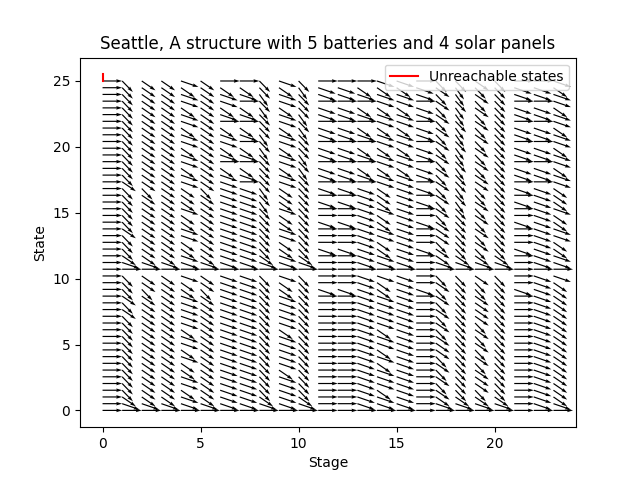 Seattle, A structure with 5 batteries and 4 solar panels
Unreachable states
25
20
15
10
5
0
State
0 5 10 15 20
Stage